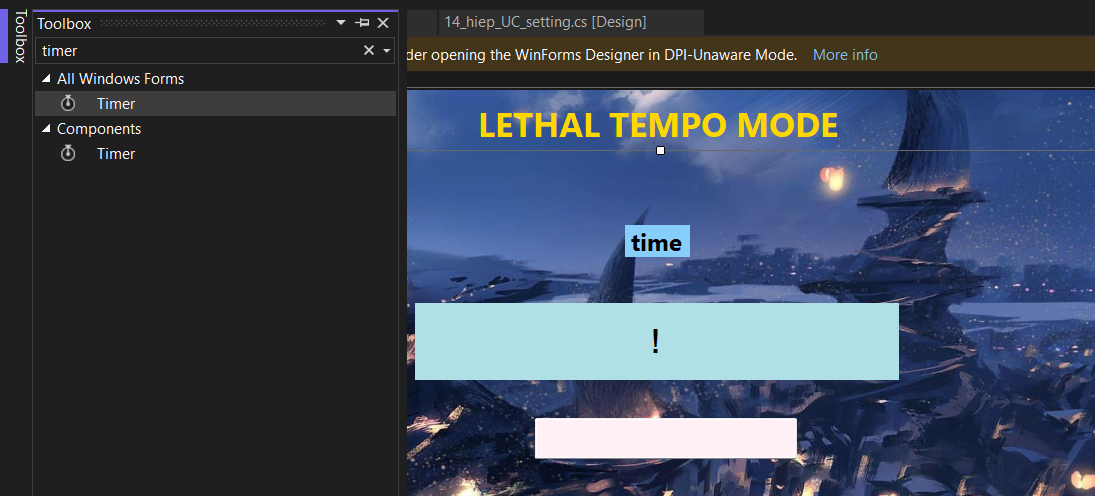 Toolbox
Toolbox
timer
All Windows Forms
Timer
Components
Timer
14_hiep_UC_setting.cs [Design]
der opening the WinForms Designer in DPI-Unaware Mode. More info
LETHAL TEMPO MODE
time
!